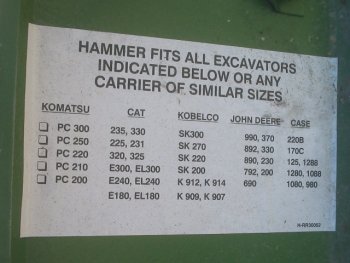 HAMMER FITS ALL EXCAVATORS
INDICATED BELOW OR ANY
CARRIER OF SIMILAR SIZES
KOMATSU CAT KOBELCO JOHN DEERE CASE
PC 300 235, 330 SK300 990, 370 220B
PC 250 225, 231 SK 270 892, 330 170C
PC 220 320, 325 SK 220 890, 230 125, 1288
PC 210 E300, EL300 SK 200 792, 200 1280, 1088
PC 200 E240, EL240 K 912, K 914 690 1080, 980
E180, EL180 K 909, K 907